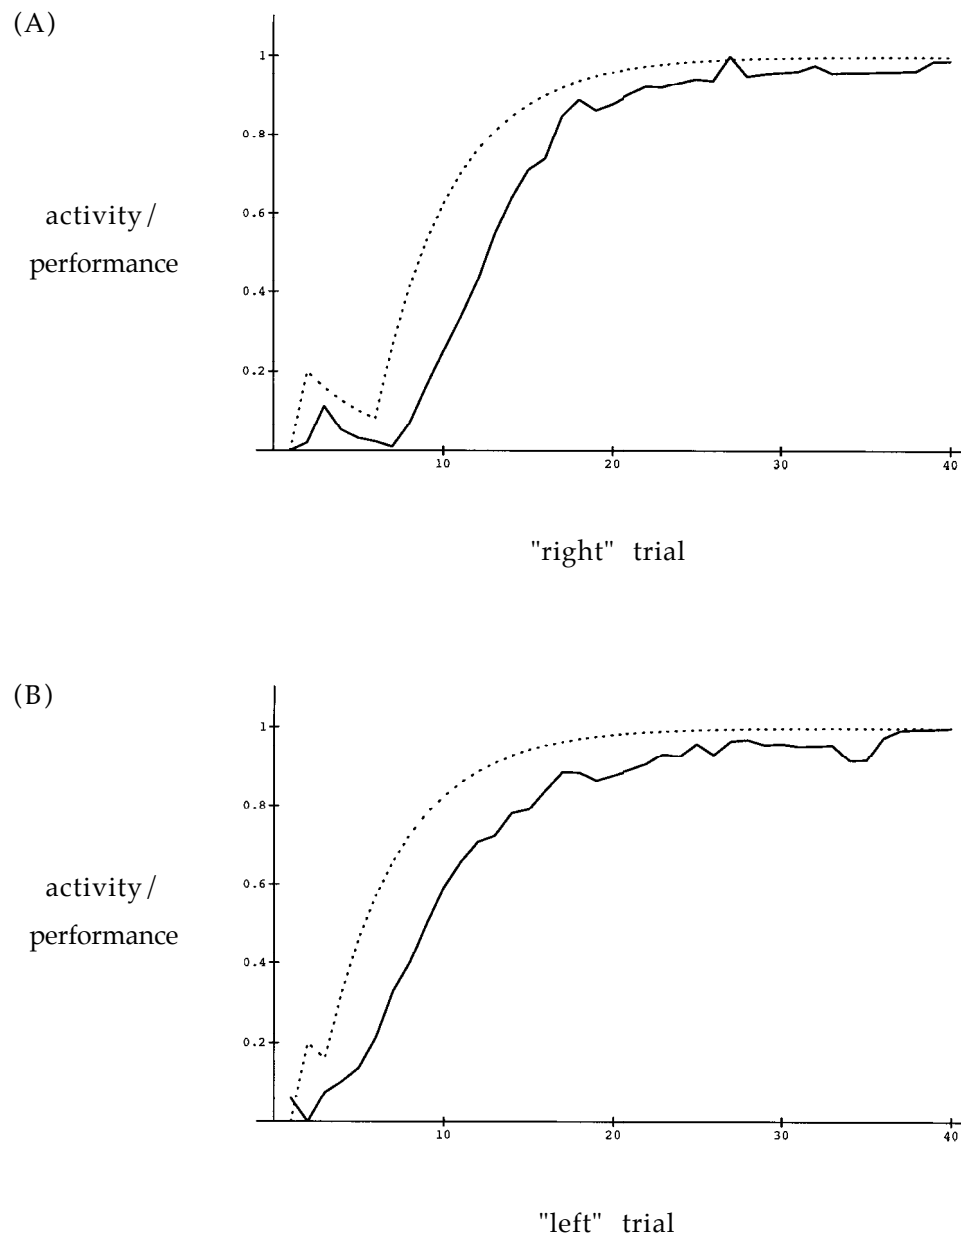 (A)
1
0.8
0.6
0.4
0.2
activity/
performance
10
20
30
40
"right" trial
(B)
1
0.8
0.6
0.4
0.2
activity/
performance
10
20
30
40
"left" trial